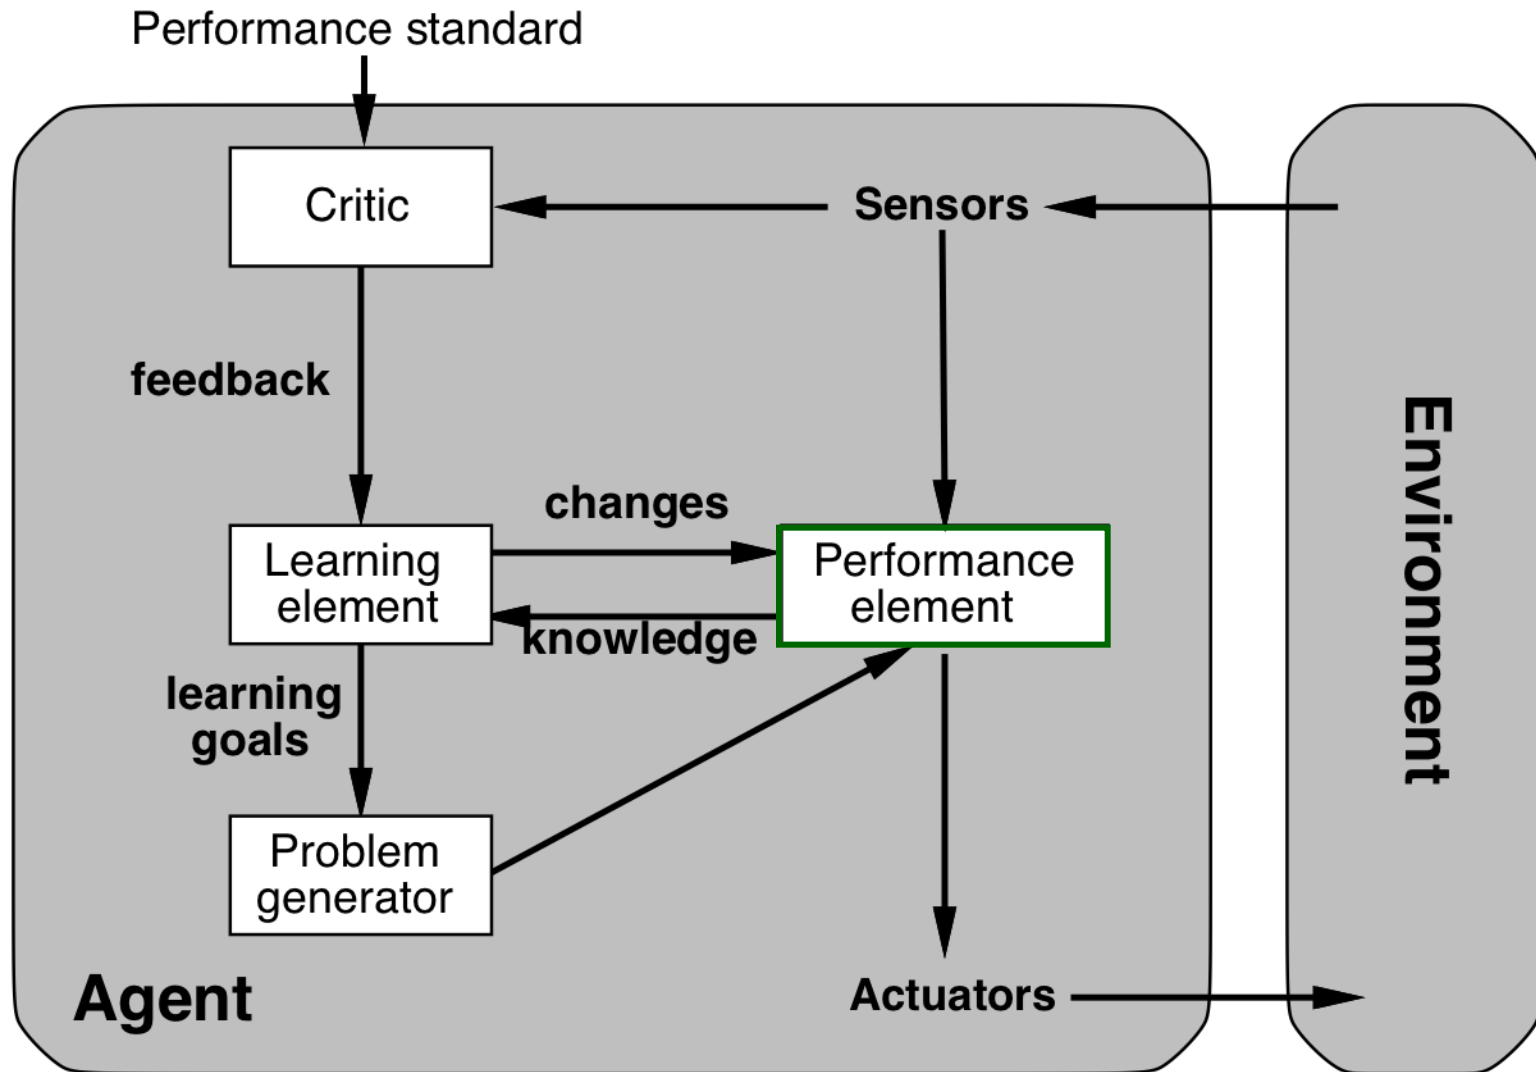 Performance standard
Critic
Sensors
feedback
changes
Learning
element
Performance
element
knowledge
learning
goals
Problem
generator
Agent
Actuators
Environment